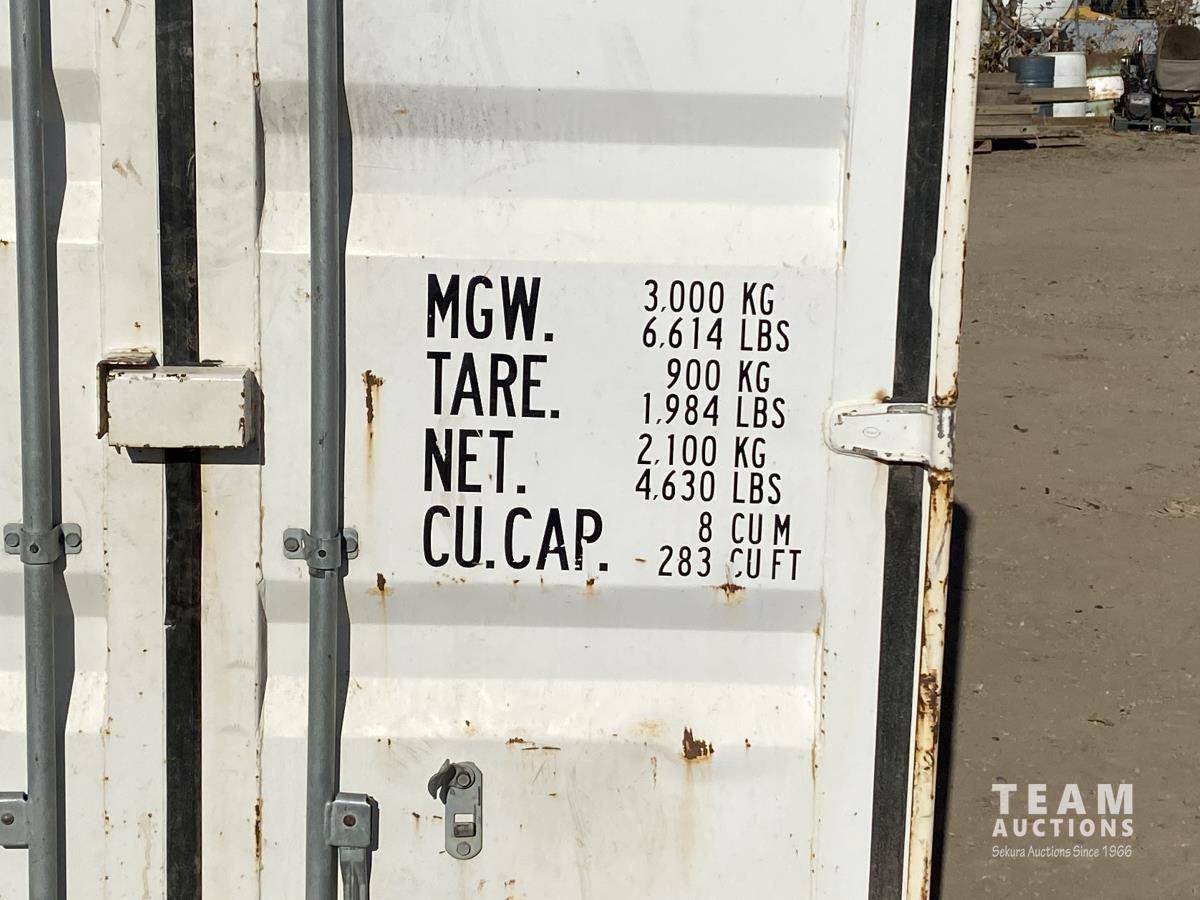 MGW. 3,000 KG
6,614 LBS
TARE. 900 KG
1,984 LBS
NET. 2,100 KG
4,630 LBS
CU.CAP. 8 CU M
283 CU FT
TEAM
AUCTIONS
Sekura Auctions Since 1966